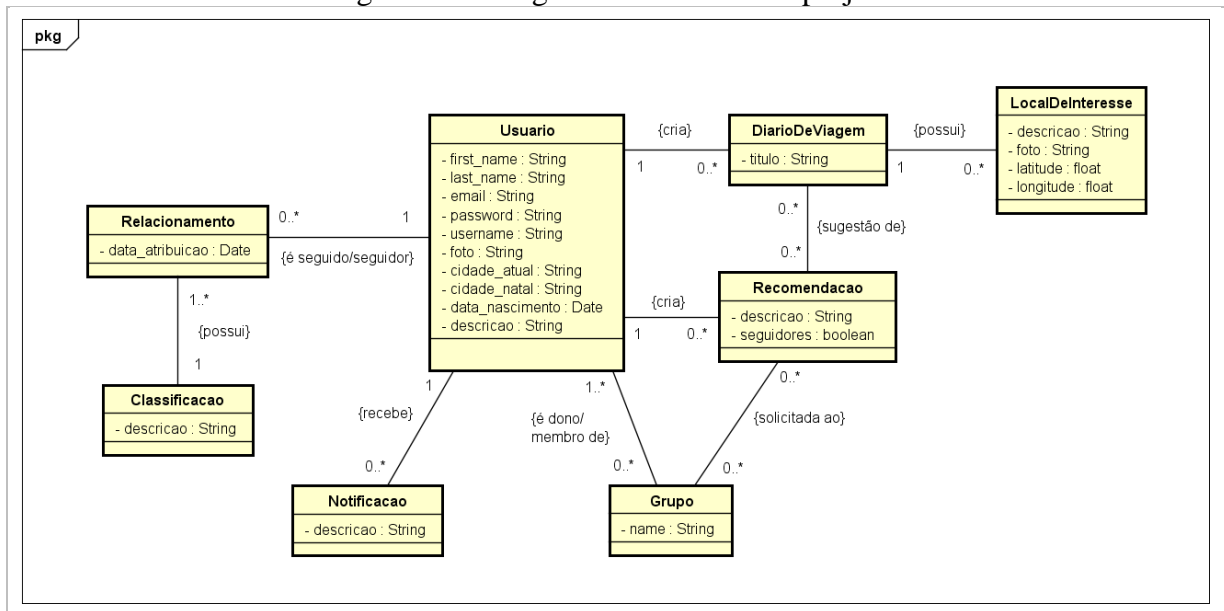 pkg
Usuario
- first_name : String
- last_name : String
- email : String
- password : String
- username : String
- foto : String
- cidade_atual : String
- cidade_natal : String
- data_nascimento : Date
- descricao : String
{cria}
1
0..*
DiarioDeViagem
- titulo : String
{possui}
1
0..*
LocalDeInteresse
- descricao : String
- foto : String
- latitude : float
- longitude : float
Relacionamento
- data_atribuicao : Date
0..*
1
{é seguido/seguidor}
0..*
{sugestão de}
0..*
1..*
{possui}
1
{cria}
1
0..*
Recomendacao
- descricao : String
- seguidores : boolean
Classificacao
- descricao : String
1
{recebe}
0..*
1..*
{é dono/
membro de}
0..*
0..*
{solicitada ao}
0..*
Notificacao
- descricao : String
Grupo
- name : String